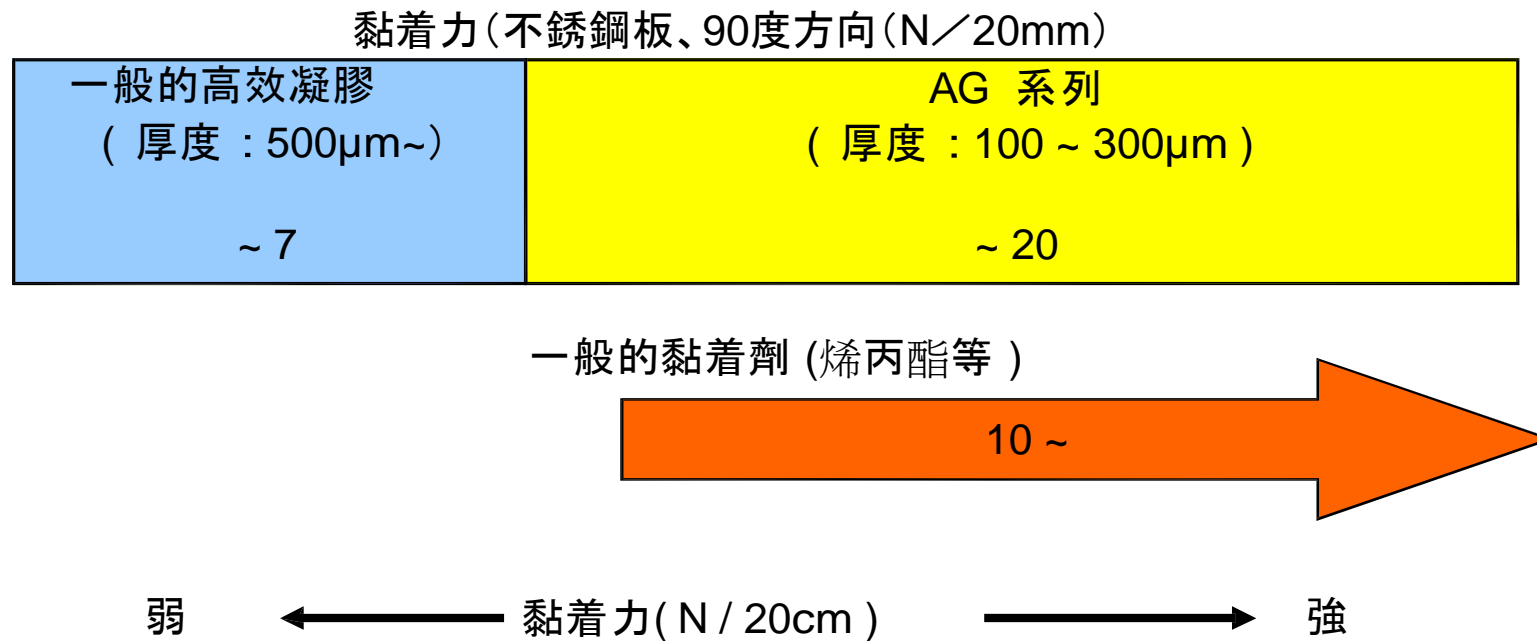 黏着力(不銹鋼板、90度方向(N／20mm)
一般的高效凝膠
( 厚度 : 500μm~)
~ 7
AG 系列
( 厚度 : 100 ~ 300μm )
~ 20
一般的黏着劑 (烯丙酯等 )
10 ~
弱 黏着力( N / 20cm ) 強